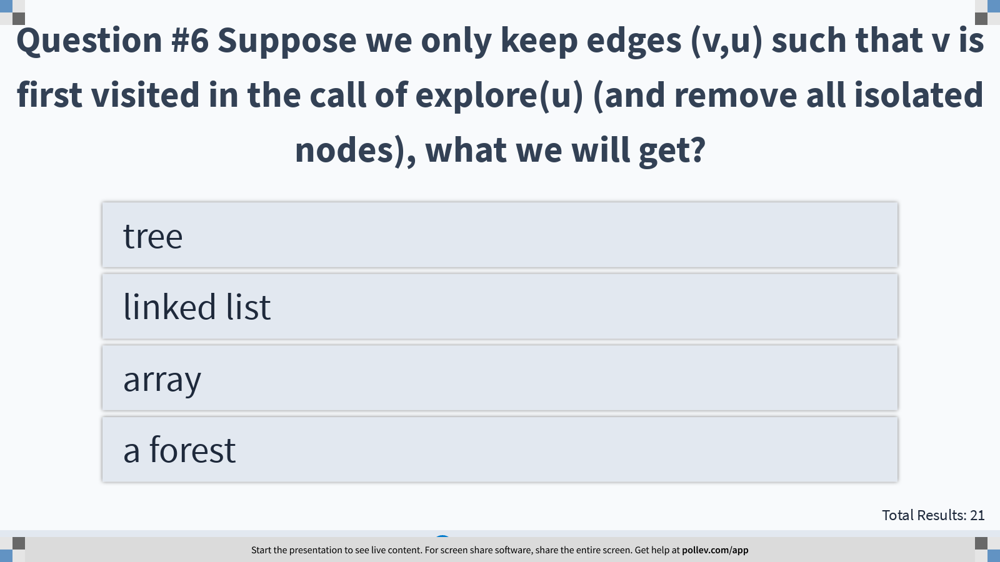 Question #6 Suppose we only keep edges (v,u) such that v is
first visited in the call of explore(u) (and remove all isolated
nodes), what we will get?
tree
linked list
array
a forest
Total Results: 21
Start the presentation to see live content. For screen share software, share the entire screen. Get help at pollev.com/app